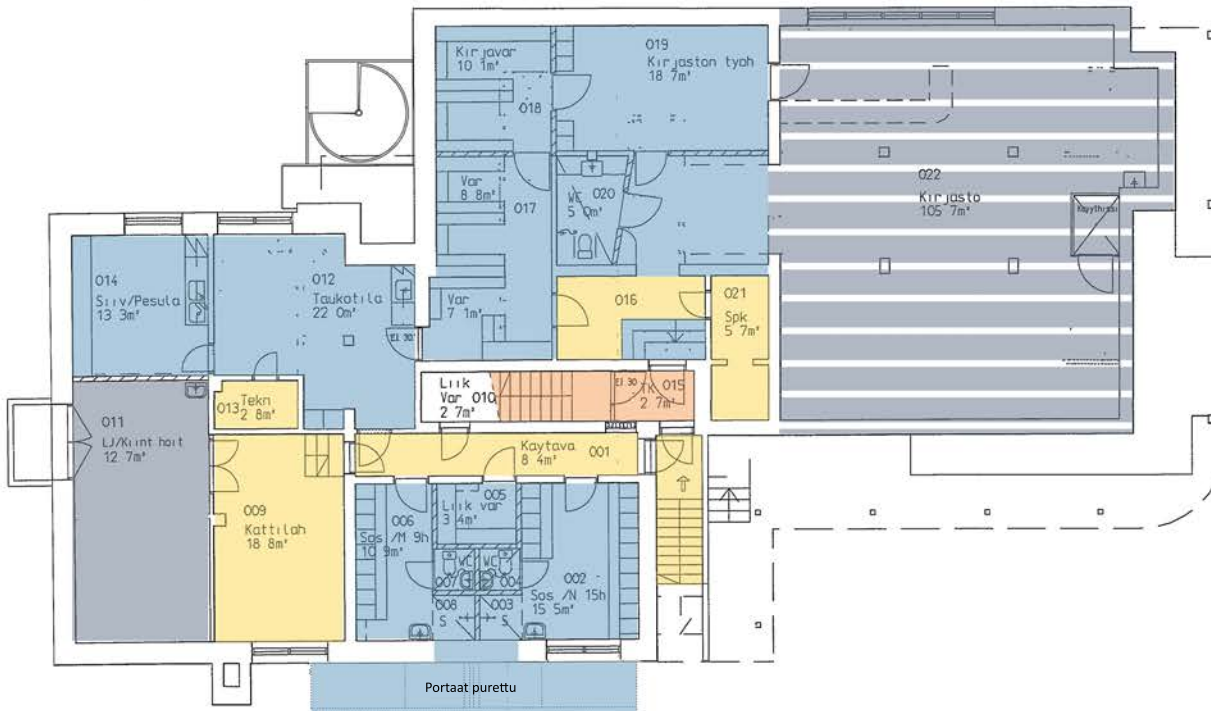 Kirjavar
10 1m²
018
019
Kirjaston tyoh
18 7m²
Var
8 8m²
017
WC 020
5 0m²
022
Kirjasto
105 7m²
014
Siiv/Pesula
13 3m²
012
Taukotila
22 0m²
EI 30
Var
7 1m²
016
021
Spk
5 7m²
013 Tekn
2 8m²
Liik
Var 010
2 7m²
EI 30
TK 015
2 7m²
011
LJ/Kiint hoit
12 7m²
Kaytava
8 4m² 001
009
Kattilah
18 8m²
006
Sos /M 9h
10 9m²
005
Liik var
3 4m²
WC
007
WC
004
002
Sos /N 15h
15 5m²
008
S
003
S
Portaat purettu